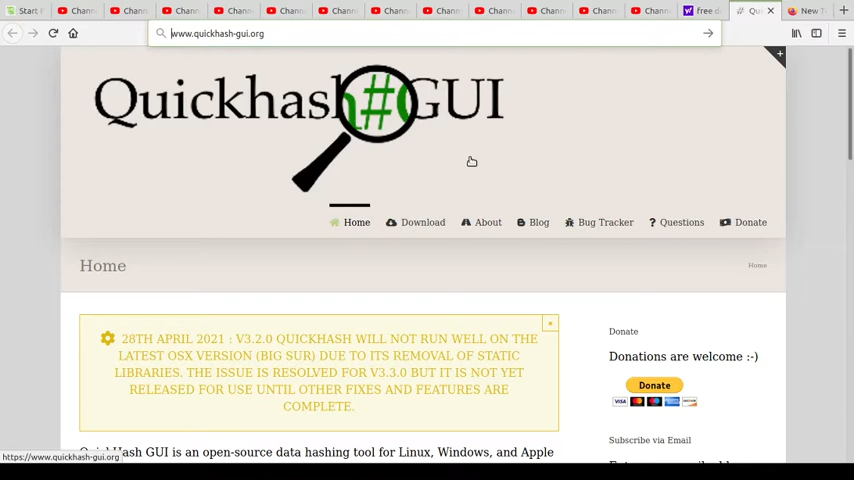 Start
Chann
Chann
Chann
Chann
Chann
Chann
Chann
Chann
Chann
Chann
Chann
Chann
free d
Qui
New T
www.quickhash-gui.org
Quickhash#GUI
Home
Download
About
Blog
Bug Tracker
Questions
Donate
Home
Home
28TH APRIL 2021 : V3.2.0 QUICKHASH WILL NOT RUN WELL ON THE
LATEST OSX VERSION (BIG SUR) DUE TO ITS REMOVAL OF STATIC
LIBRARIES. THE ISSUE IS RESOLVED FOR V3.3.0 BUT IT IS NOT YET
RELEASED FOR USE UNTIL OTHER FIXES AND FEATURES ARE
COMPLETE.
Donate
Donations are welcome :-)
Donate
VISA
Subscribe via Email
QuickHash GUI is an open-source data hashing tool for Linux, Windows, and Apple
https://www.quickhash-gui.org